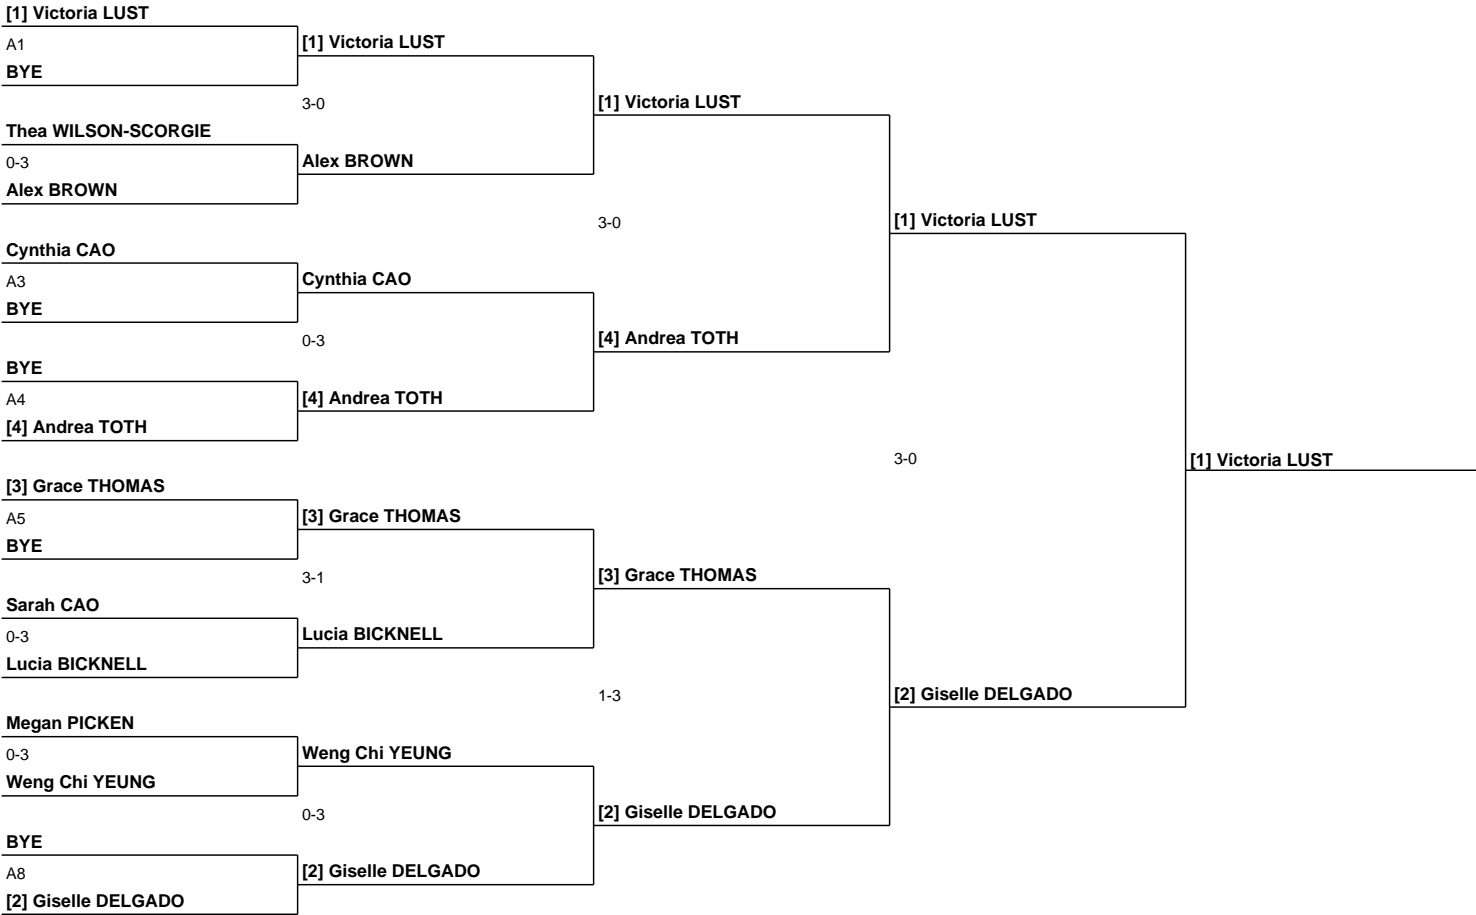 [1] Victoria LUST
A1
BYE
Thea WILSON-SCORGIE
0-3
Alex BROWN
Cynthia CAO
A3
BYE
BYE
A4
[4] Andrea TOTH
[3] Grace THOMAS
A5
BYE
Sarah CAO
0-3
Lucia BICKNELL
Megan PICKEN
0-3
Weng Chi YEUNG
BYE
A8
[2] Giselle DELGADO
[1] Victoria LUST
3-0
Alex BROWN
Cynthia CAO
0-3
[4] Andrea TOTH
[3] Grace THOMAS
3-1
Lucia BICKNELL
Weng Chi YEUNG
0-3
[2] Giselle DELGADO
[1] Victoria LUST
3-0
[4] Andrea TOTH
[3] Grace THOMAS
1-3
[2] Giselle DELGADO
[1] Victoria LUST
3-0
[2] Giselle DELGADO
[1] Victoria LUST